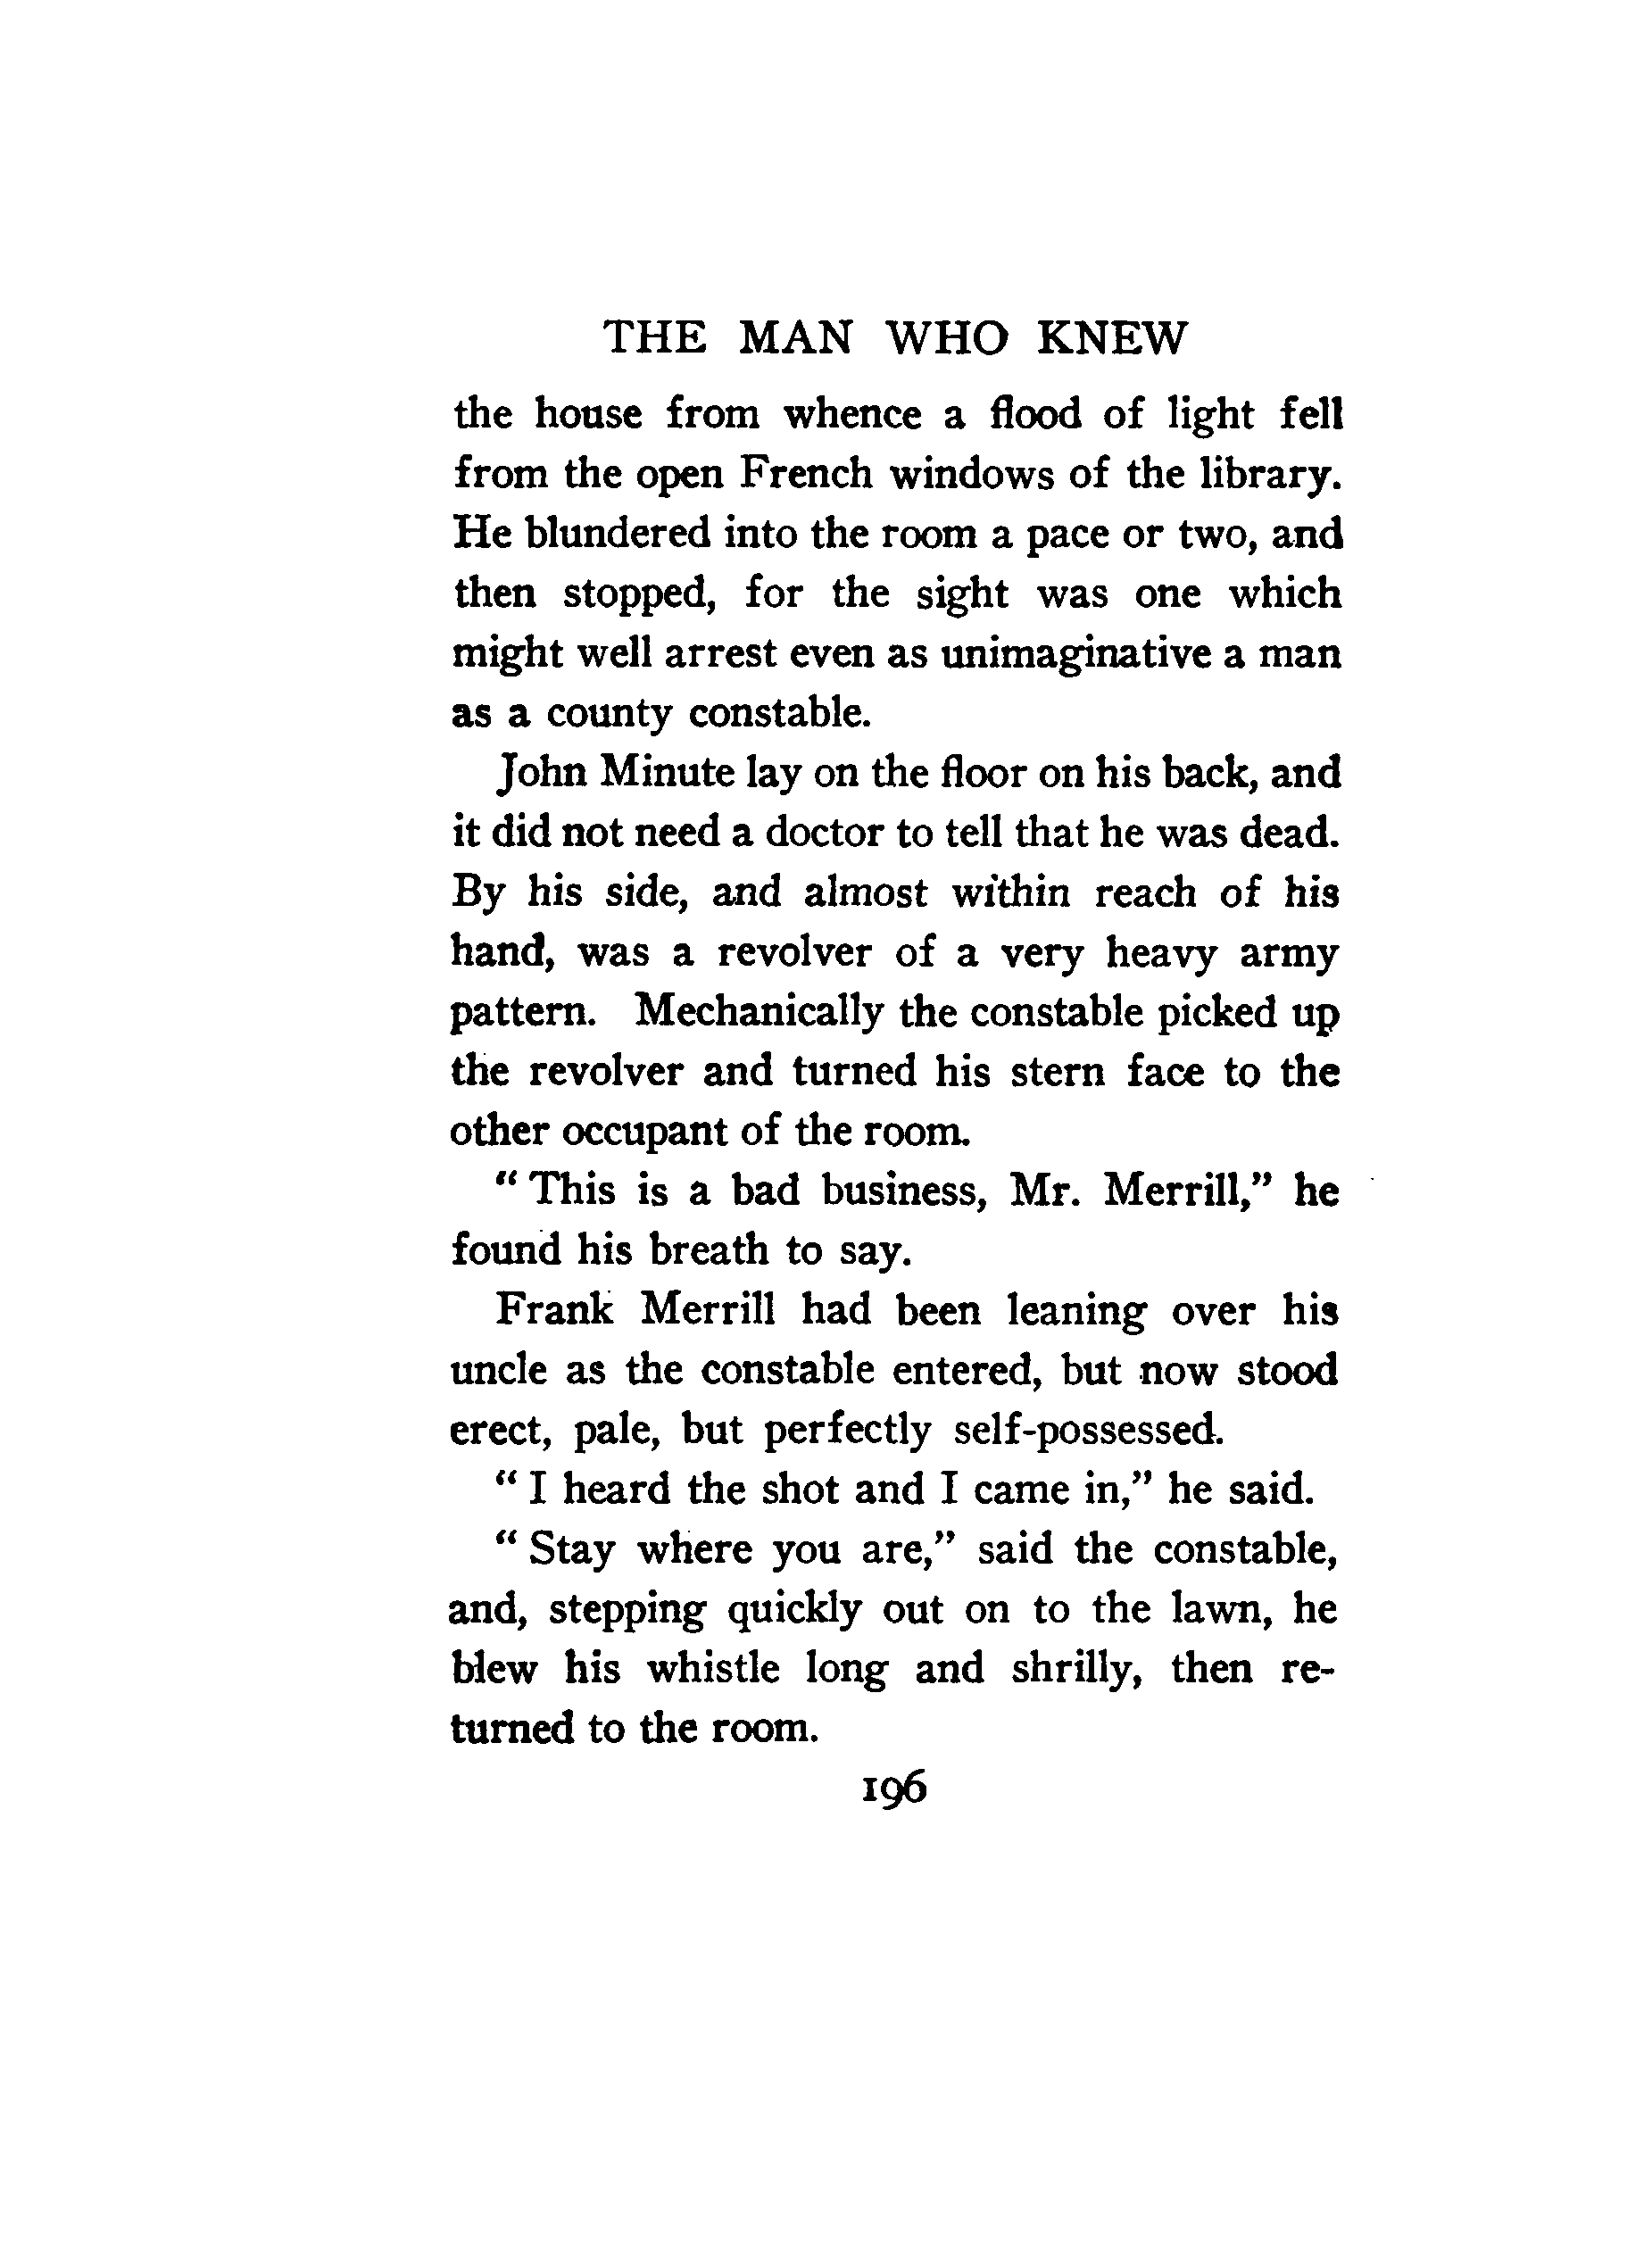 THE MAN WHO KNEW
the house from whence a flood of light fell
from the open French windows of the library.
He blundered into the room a pace or two, and
then stopped, for the sight was one which
might well arrest even as unimaginative a man
as a county constable.
John Minute lay on the floor on his back, and
it did not need a doctor to tell that he was dead.
By his side, and almost within reach of his
hand, was a revolver of a very heavy army
pattern. Mechanically the constable picked up
the revolver and turned his stern face to the
other occupant of the room.
“This is a bad business, Mr. Merrill,” he
found his breath to say.
Frank Merrill had been leaning over his
uncle as the constable entered, but now stood
erect, pale, but perfectly self-possessed.
“I heard the shot and I came in,” he said.
“Stay where you are,” said the constable,
and, stepping quickly out on to the lawn, he
blew his whistle long and shrilly, then re-
turned to the room.
196